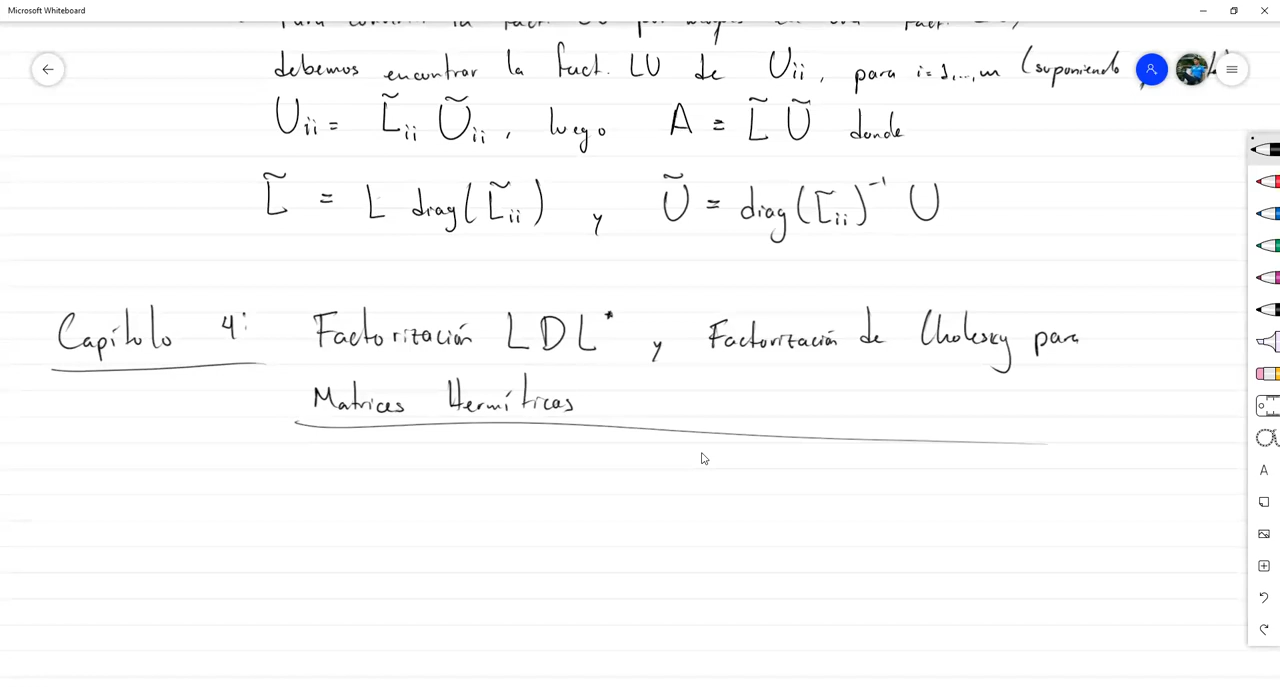 Microsoft Whiteboard
Para
debemos encontrar la fact. LU de Uᵢᵢ, para i=1,...,m (suponiendo
Uᵢᵢ = L̃ᵢᵢ Ũᵢᵢ, luego A = L̃ Ũ donde
L̃ = L diag(L̃ᵢᵢ) y Ũ = diag(L̃ᵢᵢ)⁻¹ U
Capítulo 4: Factorización LDL* y Factorización de Cholesky para
Matrices Hermíticas
A